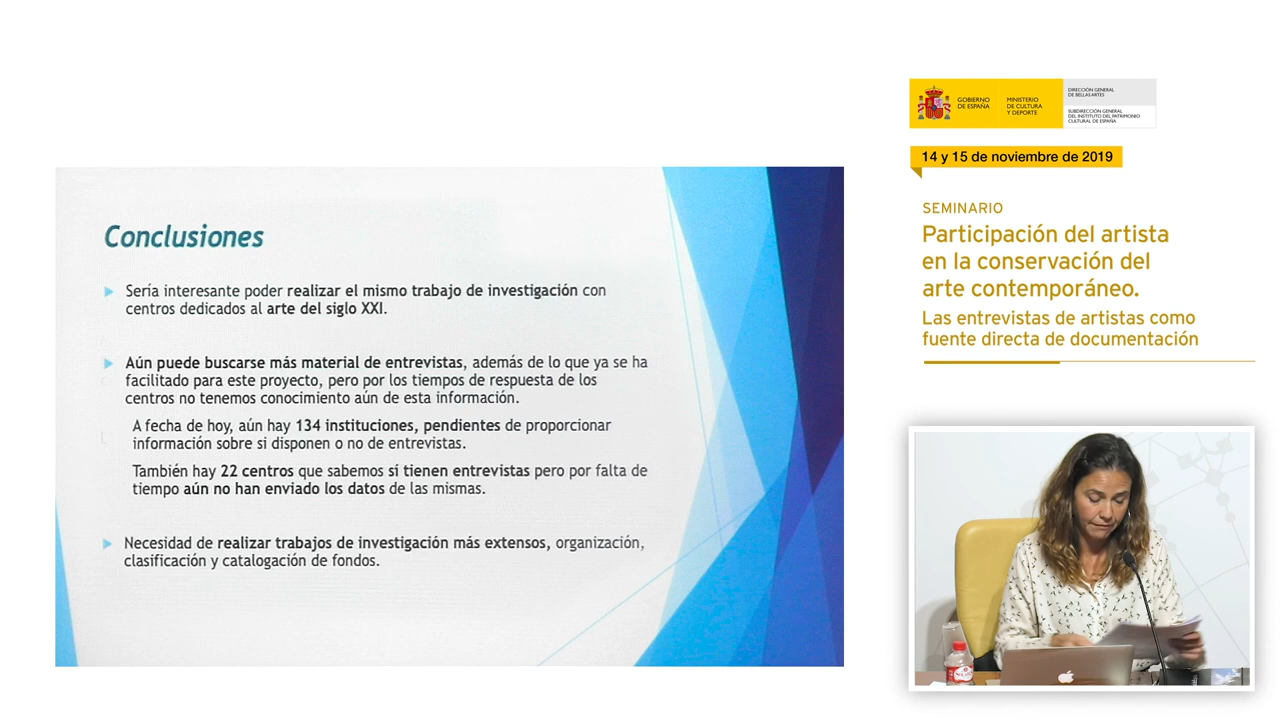 GOBIERNO
DE ESPAÑA
MINISTERIO
DE CULTURA
Y DEPORTE
DIRECCIÓN GENERAL
DE BELLAS ARTES
SUBDIRECCIÓN GENERAL
DEL INSTITUTO DEL PATRIMONIO
CULTURAL DE ESPAÑA
14 y 15 de noviembre de 2019
SEMINARIO
Participación del artista
en la conservación del
arte contemporáneo.
Las entrevistas de artistas como
fuente directa de documentación
Conclusiones
Sería interesante poder realizar el mismo trabajo de investigación con
centros dedicados al arte del siglo XXI.
Aún puede buscarse más material de entrevistas, además de lo que ya se ha
facilitado para este proyecto, pero por los tiempos de respuesta de los
centros no tenemos conocimiento aún de esta información.
A fecha de hoy, aún hay 134 instituciones, pendientes de proporcionar
información sobre si disponen o no de entrevistas.
También hay 22 centros que sabemos sí tienen entrevistas pero por falta de
tiempo aún no han enviado los datos de las mismas.
Necesidad de realizar trabajos de investigación más extensos, organización,
clasificación y catalogación de fondos.